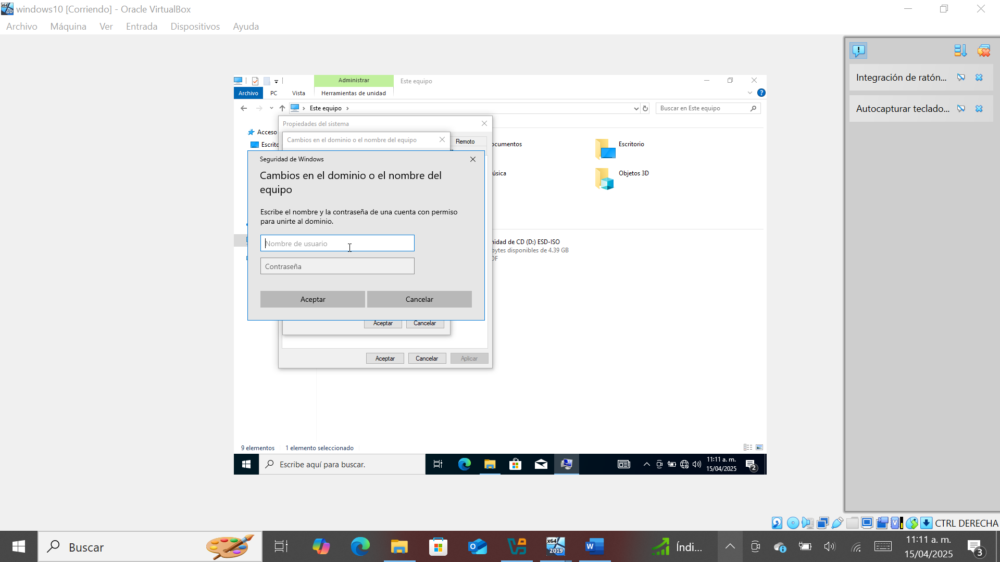 windows10 [Corriendo] - Oracle VirtualBox
Archivo Máquina Ver Entrada Dispositivos Ayuda
Integración de ratón...
Autocapturar teclado...
Administrar Este equipo
Archivo PC Vista Herramientas de unidad
Este equipo
Buscar en Este equipo
Propiedades del sistema
Acceso
Cambios en el dominio o el nombre del equipo
Remoto
ocumentos
Escritorio
Escrito
Seguridad de Windows
Cambios en el dominio o el nombre del
equipo
úsica
Objetos 3D
Escribe el nombre y la contraseña de una cuenta con permiso
para unirte al dominio.
Nombre de usuario
nidad de CD (D:) ESD-ISO
bytes disponibles de 4.39 GB
DF
Contraseña
Aceptar Cancelar
Aceptar Cancelar
Aceptar Cancelar Aplicar
9 elementos 1 elemento seleccionado
Escribe aquí para buscar.
11:11 a. m.
15/04/2025
2
CTRL DERECHA
Buscar
x64
2019
Índi...
11:11 a. m.
15/04/2025
3